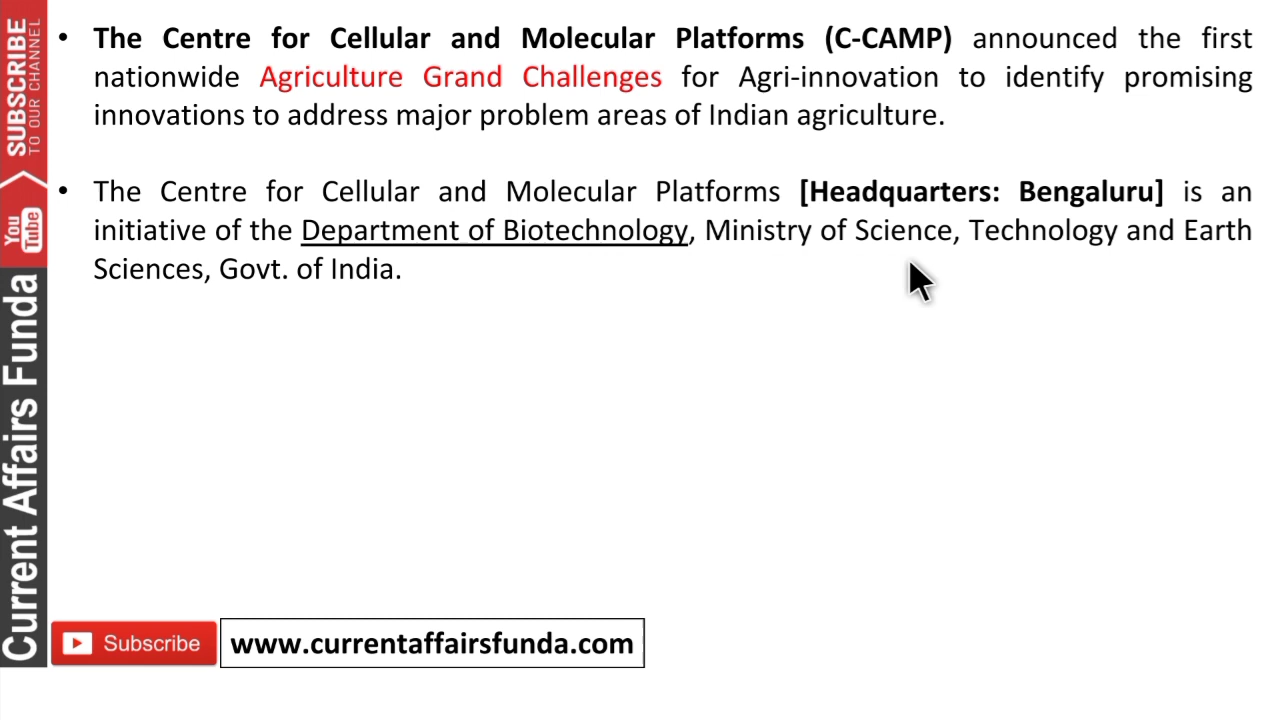 • The Centre for Cellular and Molecular Platforms (C-CAMP) announced the first
nationwide Agriculture Grand Challenges for Agri-innovation to identify promising
innovations to address major problem areas of Indian agriculture.
• The Centre for Cellular and Molecular Platforms [Headquarters: Bengaluru] is an
initiative of the Department of Biotechnology, Ministry of Science, Technology and Earth
Sciences, Govt. of India.
SUBSCRIBE
TO OUR CHANNEL
You
Tube
Current Affairs Funda
Subscribe
www.currentaffairsfunda.com